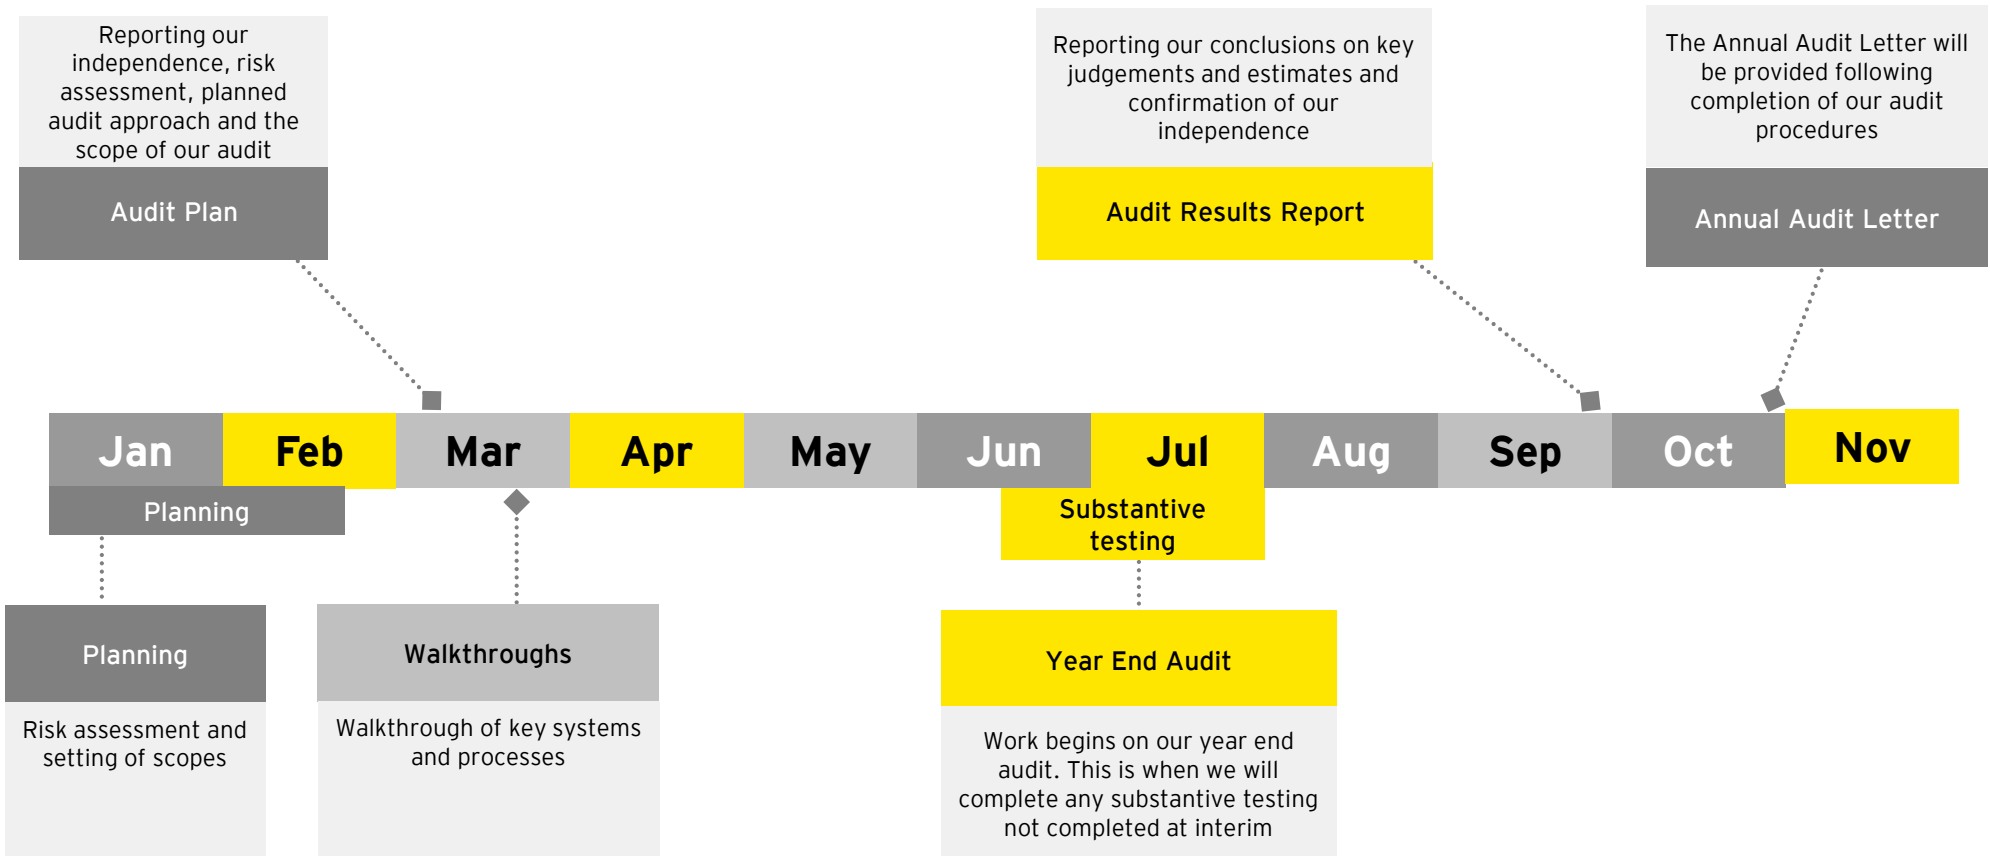 Reporting our
independence, risk
assessment, planned
audit approach and the
scope of our audit
Audit Plan
Reporting our conclusions on key
judgements and estimates and
confirmation of our
independence
Audit Results Report
The Annual Audit Letter will
be provided following
completion of our audit
procedures
Annual Audit Letter
Jan Feb Mar Apr May Jun Jul Aug Sep Oct Nov
Planning
Substantive
testing
Planning
Risk assessment and
setting of scopes
Walkthroughs
Walkthrough of key systems
and processes
Year End Audit
Work begins on our year end
audit. This is when we will
complete any substantive testing
not completed at interim